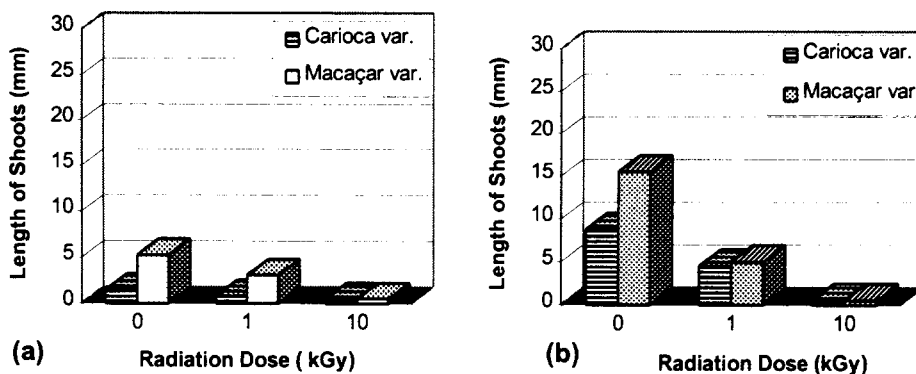 30
25
20
15
10
5
0
Length of Shoots (mm)
Carioca var.
Macaçar var.
0 1 10
(a) Radiation Dose ( kGy)
30
25
20
15
10
5
0
Length of Shoots (mm)
Carioca var.
Macaçar var
0 1 10
(b) Radiation Dose (kGy)